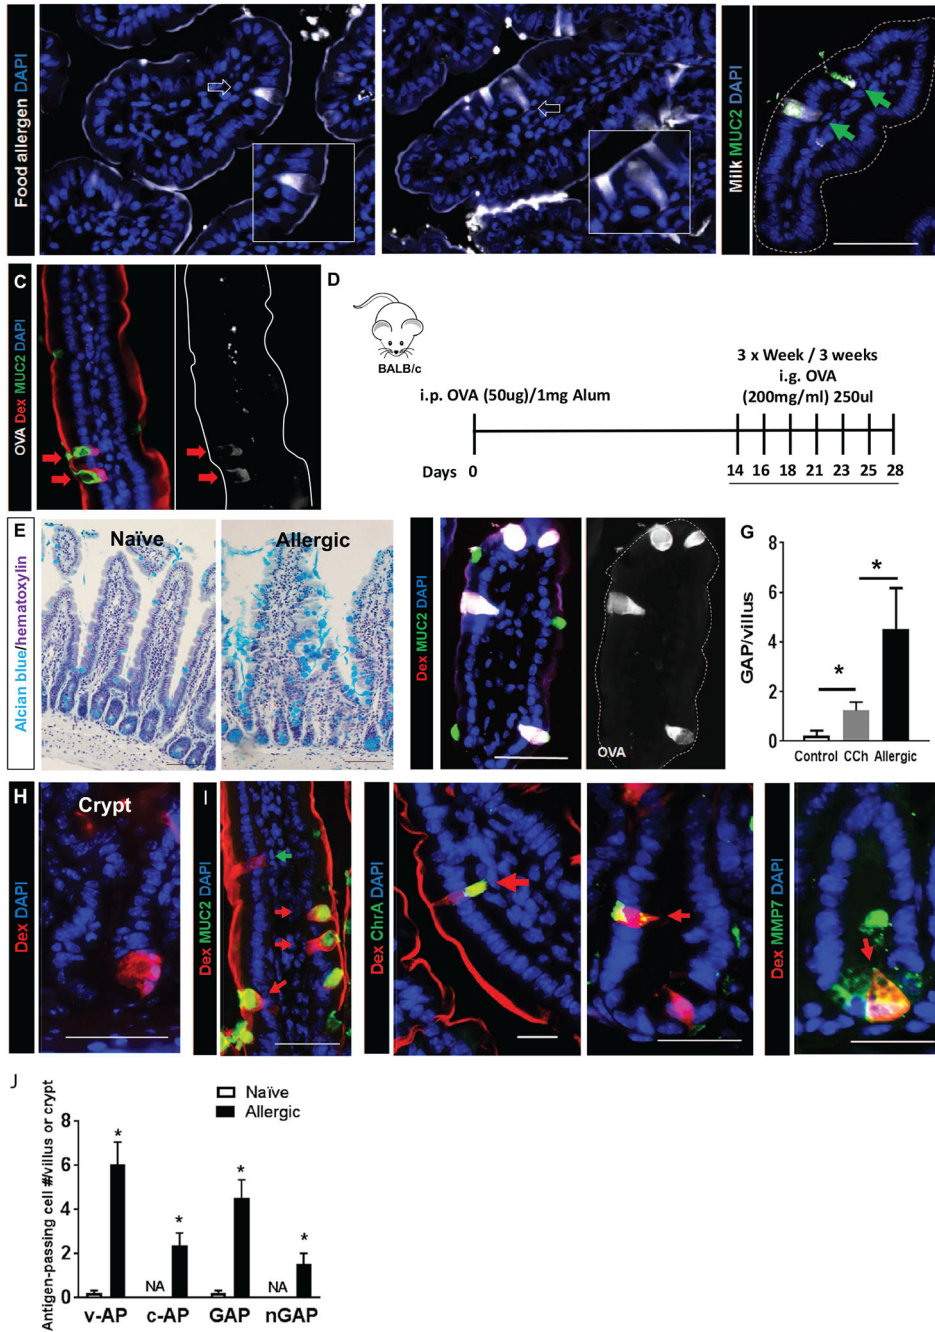 Food allergen DAPI
Milk MUC2 DAPI
C
OVA Dex MUC2 DAPI
D
BALB/c
i.p. OVA (50ug)/1mg Alum
3 x Week / 3 weeks
i.g. OVA
(200mg/ml) 250ul
Days 0 14 16 18 21 23 25 28
E
Alcian blue/hematoxylin
Naïve
Allergic
Dex MUC2 DAPI
OVA
G
GAP/villus
8
6
4
2
0
*
*
Control CCh Allergic
H
Dex DAPI
Crypt
I
Dex MUC2 DAPI
Dex ChrA DAPI
Dex MMP7 DAPI
J
Naïve
Allergic
Antigen-passing cell #/villus or crypt
8
6
4
2
0
*
*
*
*
NA
NA
v-AP c-AP GAP nGAP